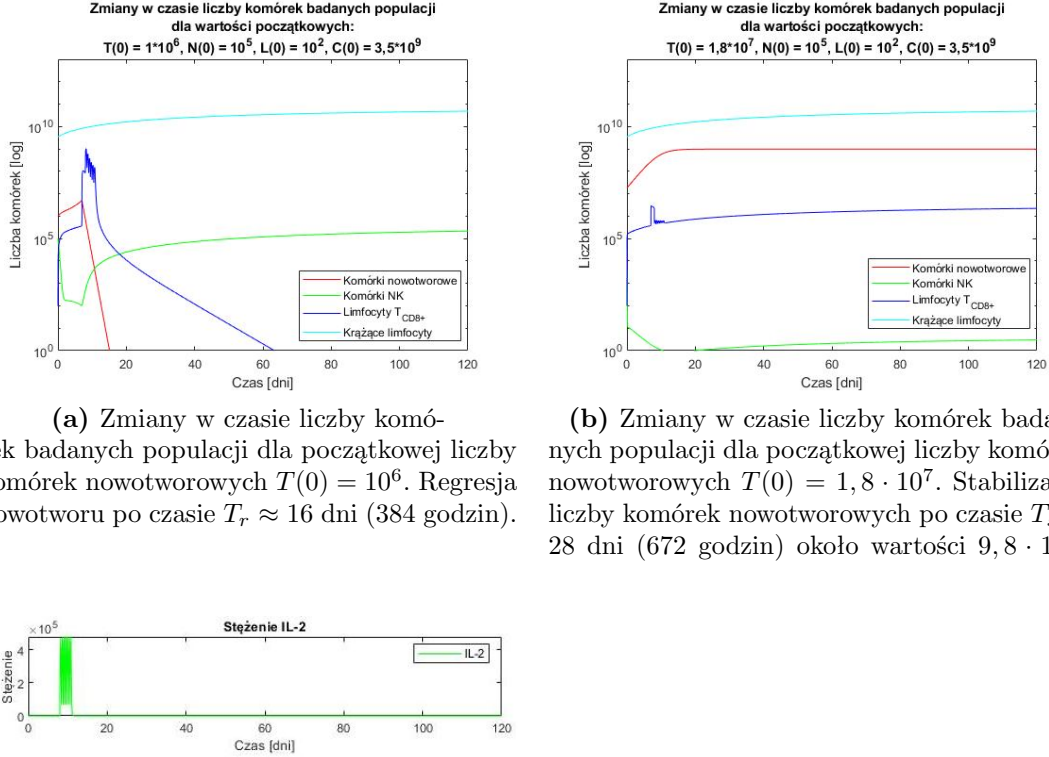 Zmiany w czasie liczby komórek badanych populacji
dla wartości początkowych:
T(0) = 1*10^6, N(0) = 10^5, L(0) = 10^2, C(0) = 3,5*10^9
Liczba komórek [log]
10^10
10^5
10^0
0 20 40 60 80 100 120
Czas [dni]
Komórki nowotworowe
Komórki NK
Limfocyty T_CD8+
Krążące limfocyty
(a) Zmiany w czasie liczby komó-
ek badanych populacji dla początkowej liczby
omórek nowotworowych T(0) = 10^6. Regresja
owotworu po czasie T_r ≈ 16 dni (384 godzin).
Zmiany w czasie liczby komórek badanych populacji
dla wartości początkowych:
T(0) = 1,8*10^7, N(0) = 10^5, L(0) = 10^2, C(0) = 3,5*10^9
Liczba komórek [log]
10^10
10^5
10^0
0 20 40 60 80 100 120
Czas [dni]
Komórki nowotworowe
Komórki NK
Limfocyty T_CD8+
Krążące limfocyty
(b) Zmiany w czasie liczby komórek bada
nych populacji dla początkowej liczby komó
nowotworowych T(0) = 1,8 · 10^7. Stabiliza
liczby komórek nowotworowych po czasie T
28 dni (672 godzin) około wartości 9,8 · 1
Stężenie IL-2
×10^5
Stężenie
4
2
0
0 20 40 60 80 100 120
Czas [dni]
IL-2